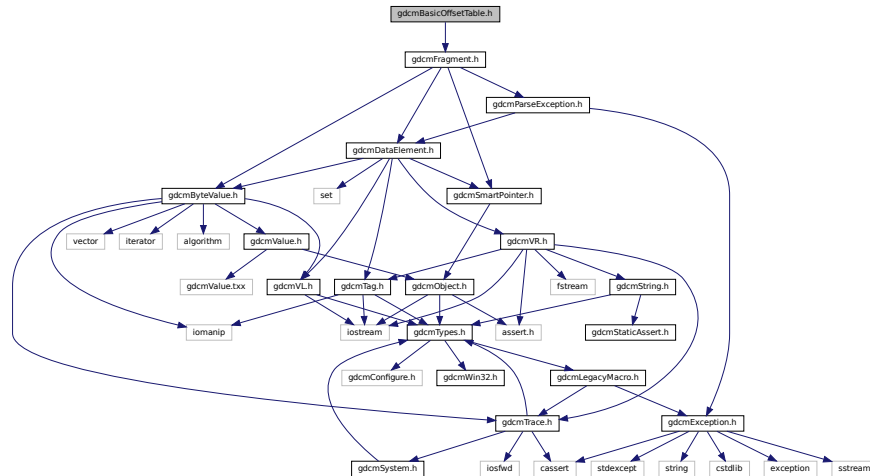 gdcmBasicOffsetTable.h
gdcmFragment.h
gdcmParseException.h
gdcmDataElement.h
gdcmByteValue.h
set
gdcmSmartPointer.h
vector
iterator
algorithm
gdcmValue.h
gdcmVR.h
gdcmValue.txx
gdcmVL.h
gdcmTag.h
gdcmObject.h
fstream
gdcmString.h
iomanip
iostream
gdcmTypes.h
assert.h
gdcmStaticAssert.h
gdcmConfigure.h
gdcmWin32.h
gdcmLegacyMacro.h
gdcmTrace.h
gdcmException.h
gdcmSystem.h
iosfwd
cassert
stdexcept
string
cstdlib
exception
sstream